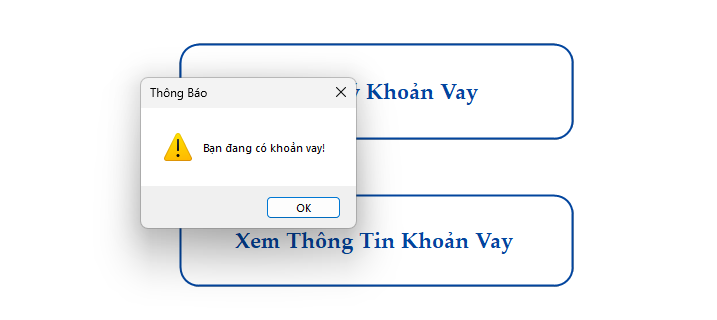 Khoản Vay
Thông Báo
Bạn đang có khoản vay!
OK
Xem Thông Tin Khoản Vay